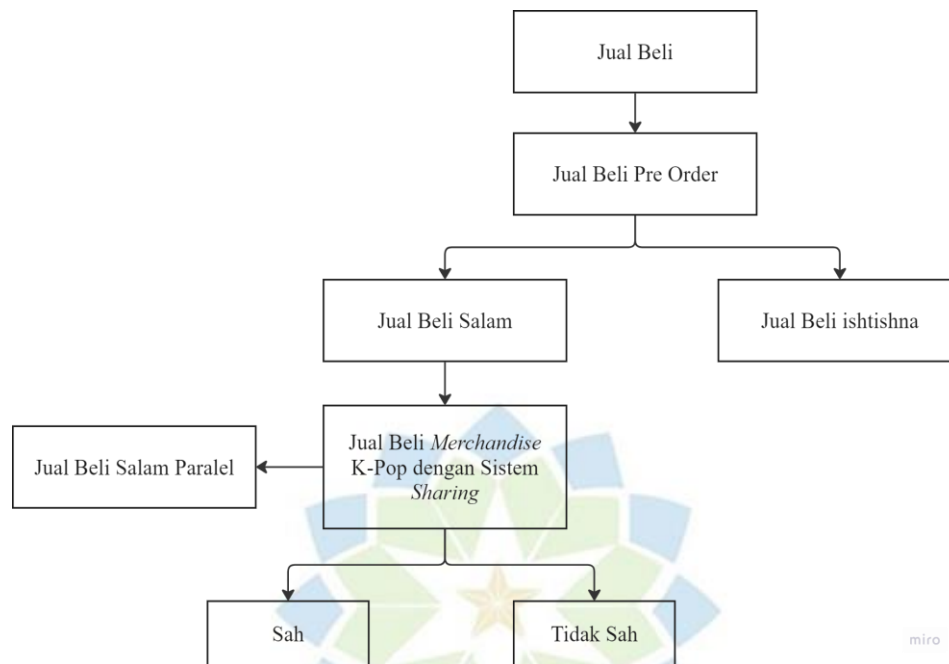 Jual Beli
Jual Beli Pre Order
Jual Beli Salam
Jual Beli ishtishna
Jual Beli Merchandise
K-Pop dengan Sistem
Sharing
Jual Beli Salam Paralel
Sah
Tidak Sah
miro